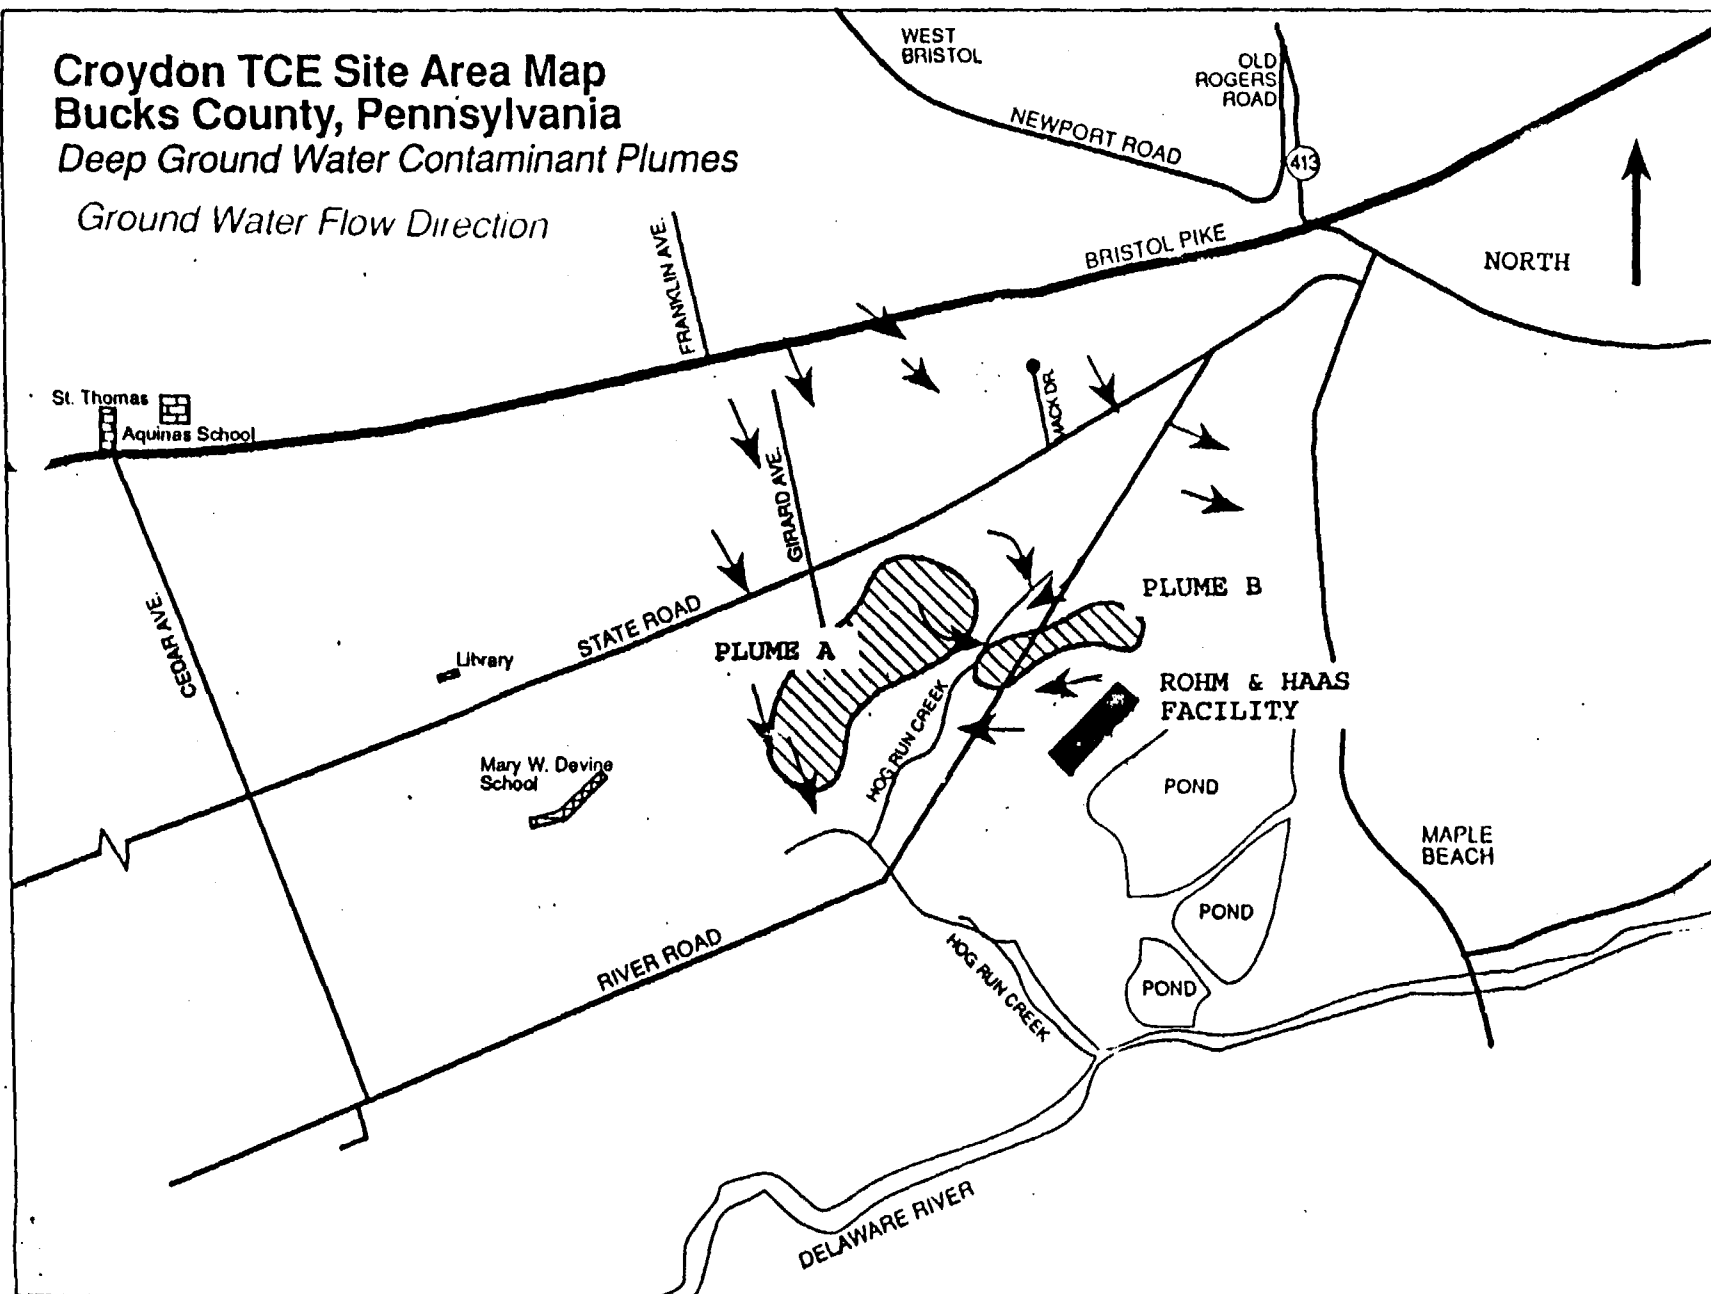 Croydon TCE Site Area Map
Bucks County, Pennsylvania
Deep Ground Water Contaminant Plumes
Ground Water Flow Direction
WEST
BRISTOL
OLD
ROGERS
ROAD
NEWPORT ROAD
413
BRISTOL PIKE
NORTH
FRANKLIN AVE.
St. Thomas
Aquinas School
MACK DR.
GIRARD AVE.
CEDAR AVE.
STATE ROAD
Library
PLUME A
PLUME B
ROHM & HAAS
FACILITY
HOG RUN CREEK
Mary W. Devine
School
POND
MAPLE
BEACH
POND
POND
RIVER ROAD
HOG RUN CREEK
DELAWARE RIVER